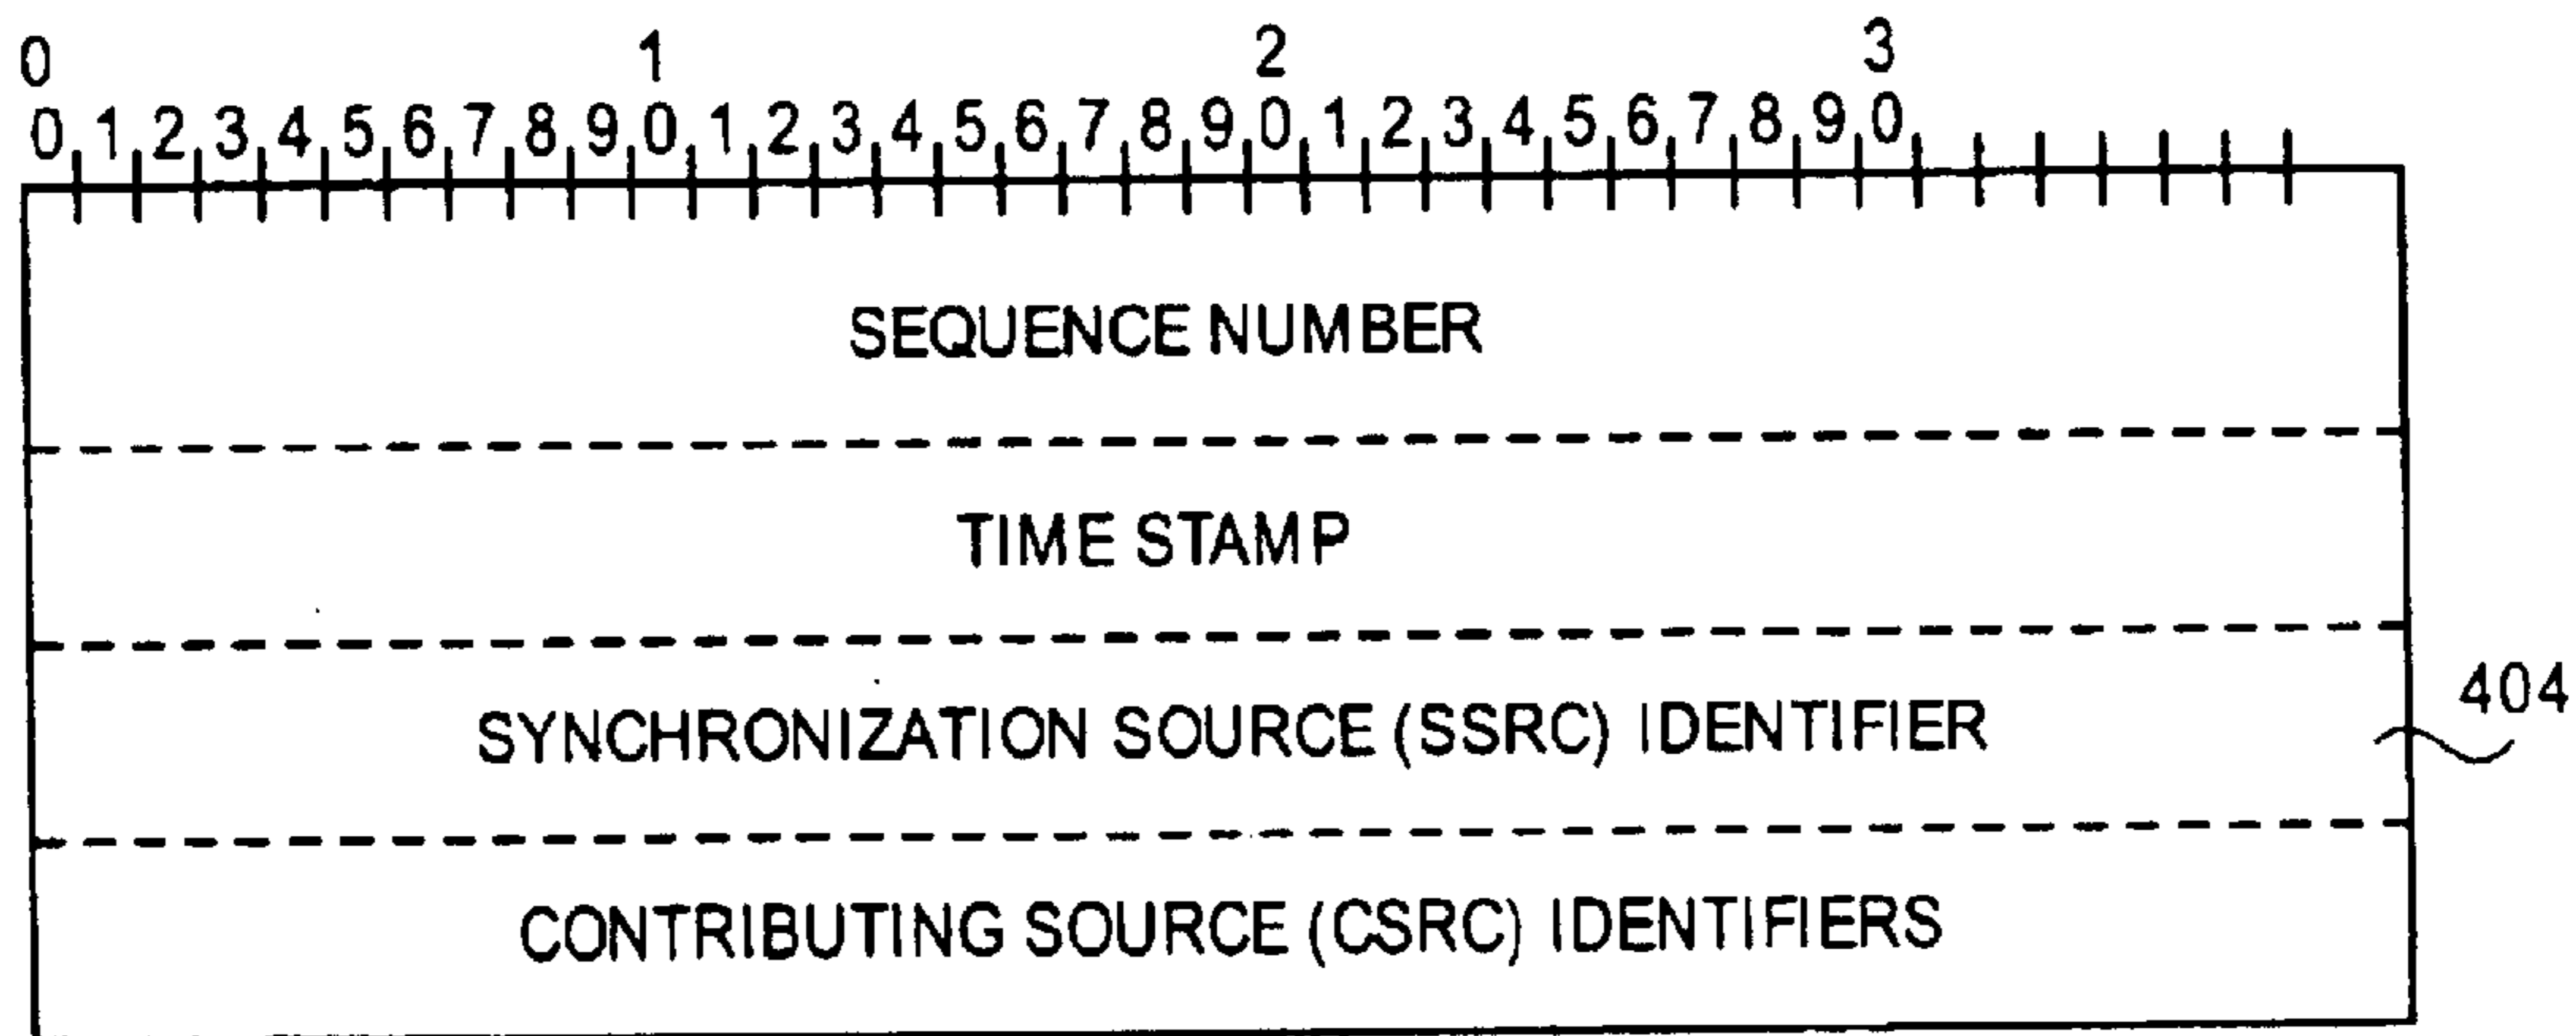 0 1 2 3
0 1 2 3 4 5 6 7 8 9 0 1 2 3 4 5 6 7 8 9 0 1 2 3 4 5 6 7 8 9 0
SEQUENCE NUMBER
TIME STAMP
SYNCHRONIZATION SOURCE (SSRC) IDENTIFIER
404
CONTRIBUTING SOURCE (CSRC) IDENTIFIERS